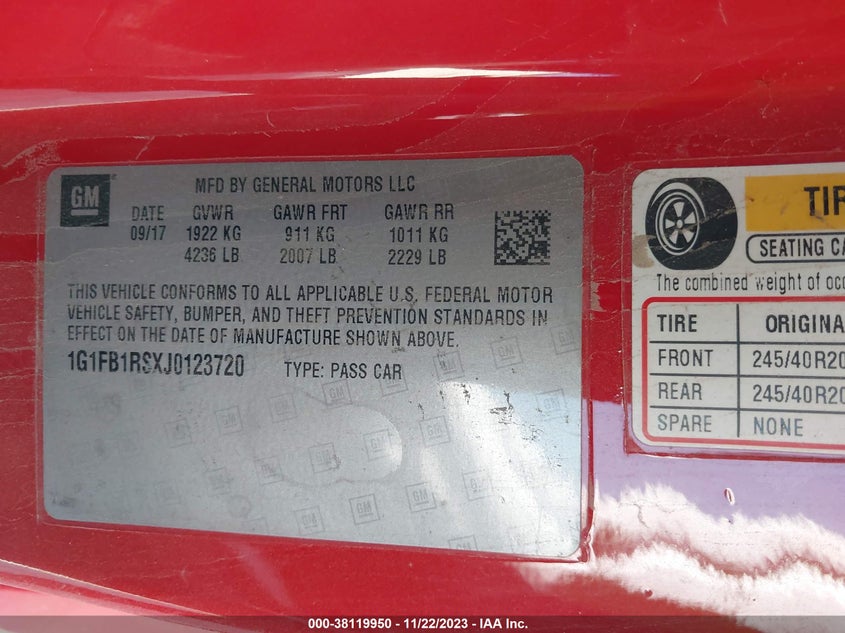 GM
MFD BY GENERAL MOTORS LLC
DATE GVWR GAWR FRT GAWR RR
09/17 1922 KG 911 KG 1011 KG
4236 LB 2007 LB 2229 LB
THIS VEHICLE CONFORMS TO ALL APPLICABLE U.S. FEDERAL MOTOR
VEHICLE SAFETY, BUMPER, AND THEFT PREVENTION STANDARDS IN
EFFECT ON THE DATE OF MANUFACTURE SHOWN ABOVE.
1G1FB1RSXJ0123720 TYPE: PASS CAR
TIR
SEATING CA
The combined weight of occ
TIRE ORIGINA
FRONT 245/40R20
REAR 245/40R20
SPARE NONE
000-38119950 - 11/22/2023 - IAA Inc.